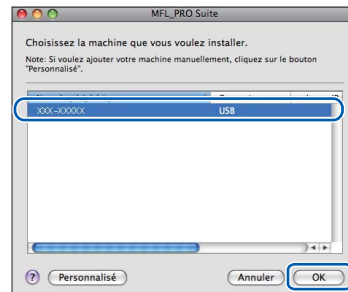 MFL_PRO Suite
Choisissez la machine que vous voulez installer.
Note: Si voulez ajouter votre machine manuellement, cliquez sur le bouton
"Personnalisé".
XXX-XXXXX USB
?
Personnalisé Annuler OK